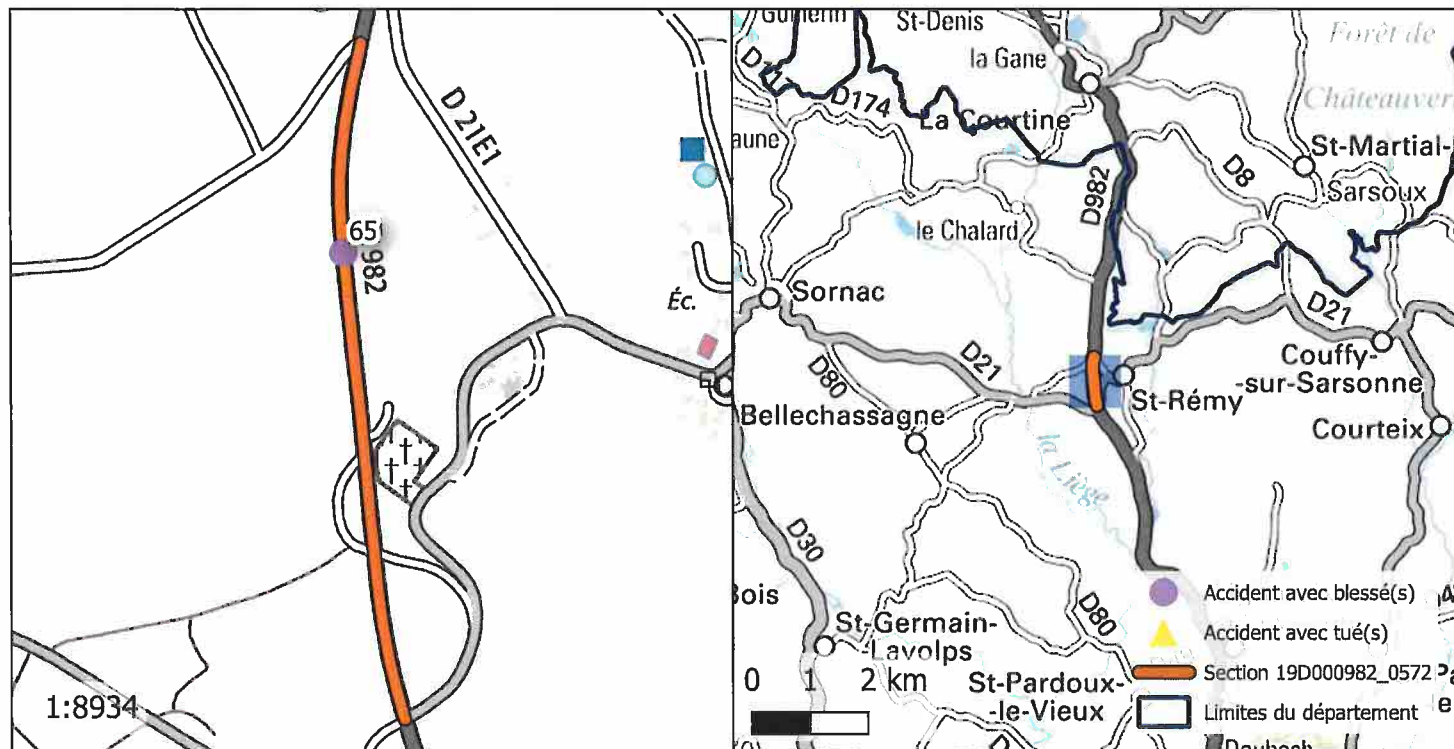 D 21E1
65
982
Éc.
1:8934
St-Denis
la Gane
Forêt de
D174
La Courtine
Châteauver
aune
St-Martial-
D8
D982
Sarsoux
le Chalard
Sornac
D21
D21
Couffy-
-sur-Sarsonne
D80
St-Rémy
Bellechassagne
Courteix
la Liège
D30
Bois
St-Germain-
Lavolps
D80
St-Pardoux-
-le-Vieux
0 1 2 km
Accident avec blessé(s)
Accident avec tué(s)
Section 19D000982_0572
Limites du département